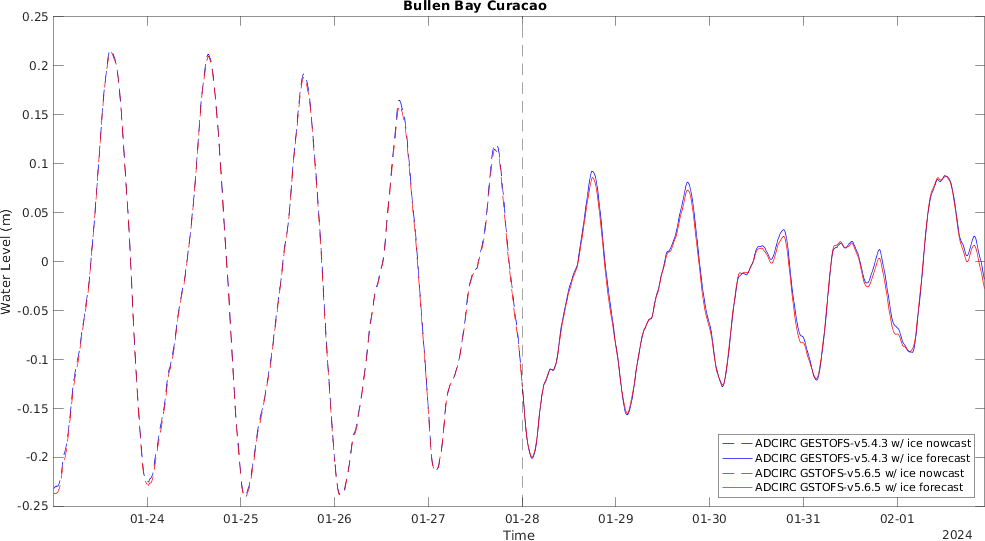 Bullen Bay Curacao
0.25
0.2
0.15
0.1
0.05
0
-0.05
-0.1
-0.15
-0.2
-0.25
Water Level (m)
ADCIRC GESTOFS-v5.4.3 w/ ice nowcast
ADCIRC GESTOFS-v5.4.3 w/ ice forecast
ADCIRC GSTOFS-v5.6.5 w/ ice nowcast
ADCIRC GSTOFS-v5.6.5 w/ ice forecast
01-24 01-25 01-26 01-27 01-28 01-29 01-30 01-31 02-01
Time
2024